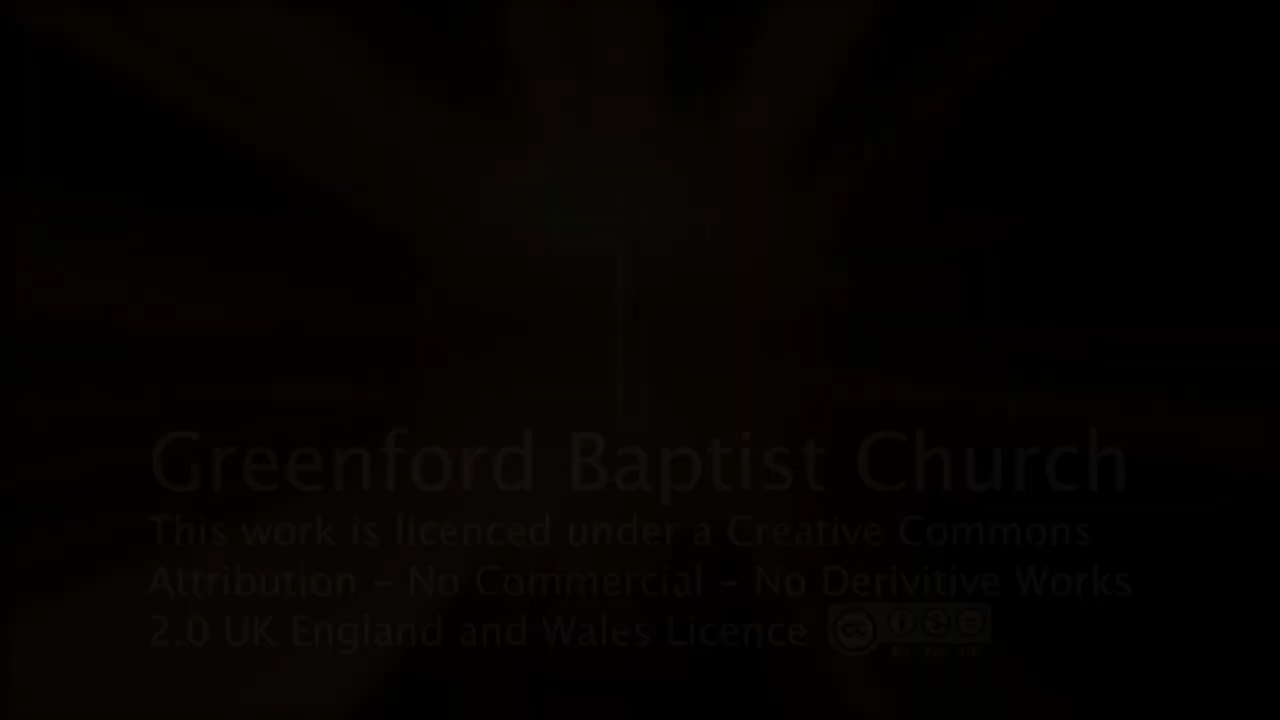 Greenford Baptist Church
This work is licenced under a Creative Commons
Attribution – No Commercial – No Derivitive Works
2.0 UK England and Wales Licence